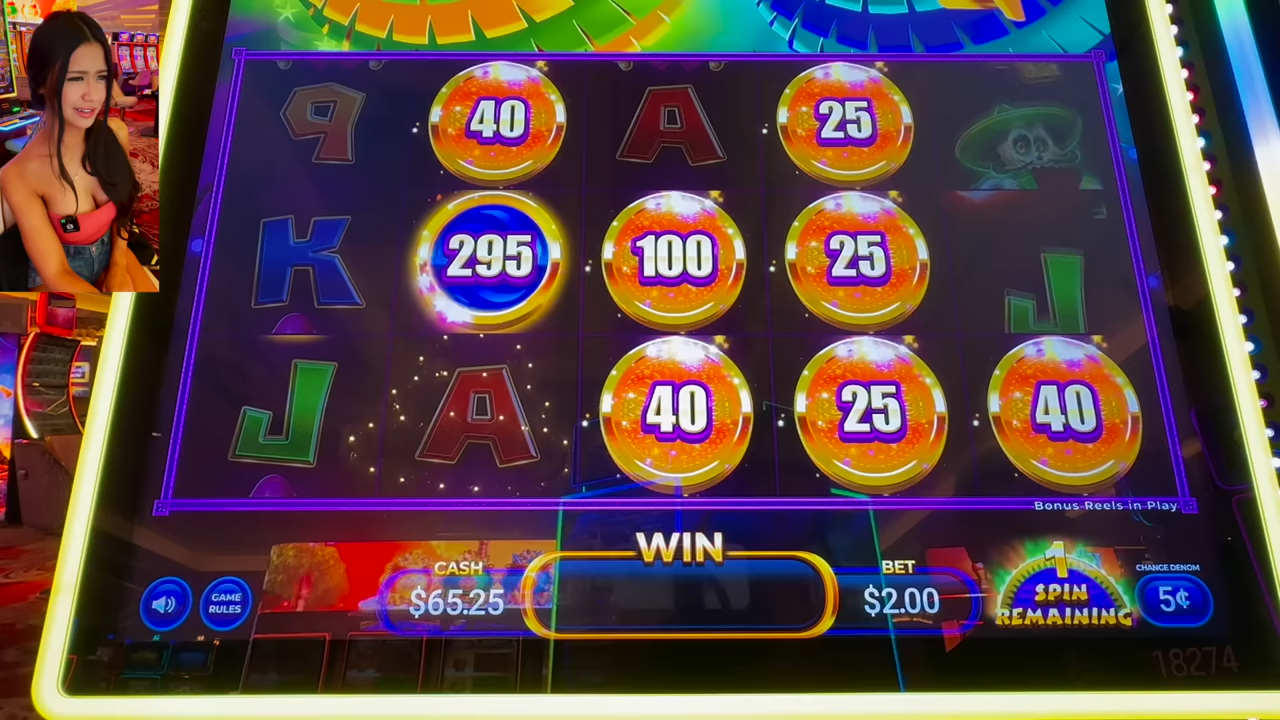 9 40 A 25
K 295 100 25 J
J A 40 25 40
Bonus Reels in Play
WIN
CASH
$65.25
BET
$2.00
1
SPIN
REMAINING
CHANGE DENOM
5¢
GAME
RULES
18274